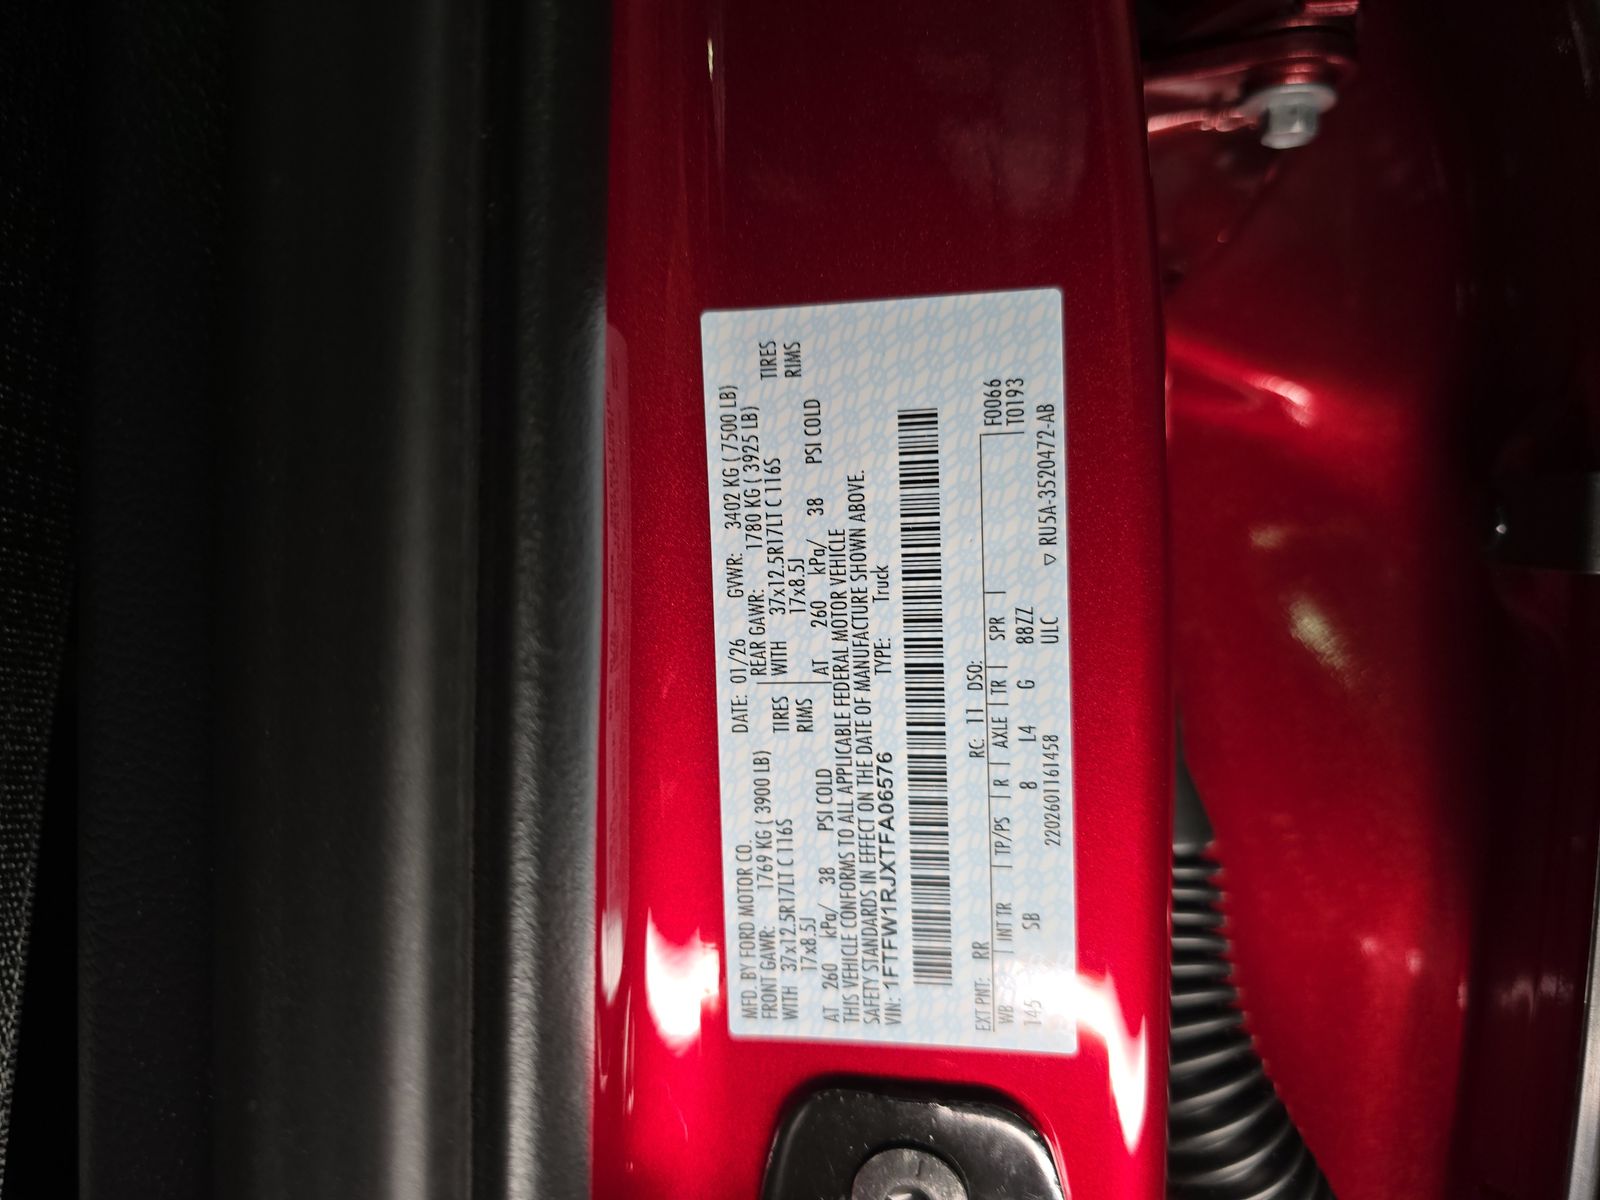 MFD. BY FORD MOTOR CO. DATE: 01/26 GVWR: 3402 KG ( 7500 LB)
FRONT GAWR: 1769 KG ( 3900 LB) REAR GAWR: 1780 KG ( 3925 LB)
WITH 37x12.5R17LT C 116S TIRES WITH 37x12.5R17LT C 116S TIRES
17x8.5J RIMS 17x8.5J RIMS
AT 260 kPa/ 38 PSI COLD AT 260 kPa/ 38 PSI COLD
THIS VEHICLE CONFORMS TO ALL APPLICABLE FEDERAL MOTOR VEHICLE
SAFETY STANDARDS IN EFFECT ON THE DATE OF MANUFACTURE SHOWN ABOVE.
VIN: 1FTFW1RJXTFA06576 TYPE: Truck
EXT PNT: RR RC: 11 DSO: F0066
WB INT TR TP/PS R AXLE TR SPR T0193
145 SB 8 L4 G 88ZZ
2202601161458 ULC ▽ RU5A-3520472-AB